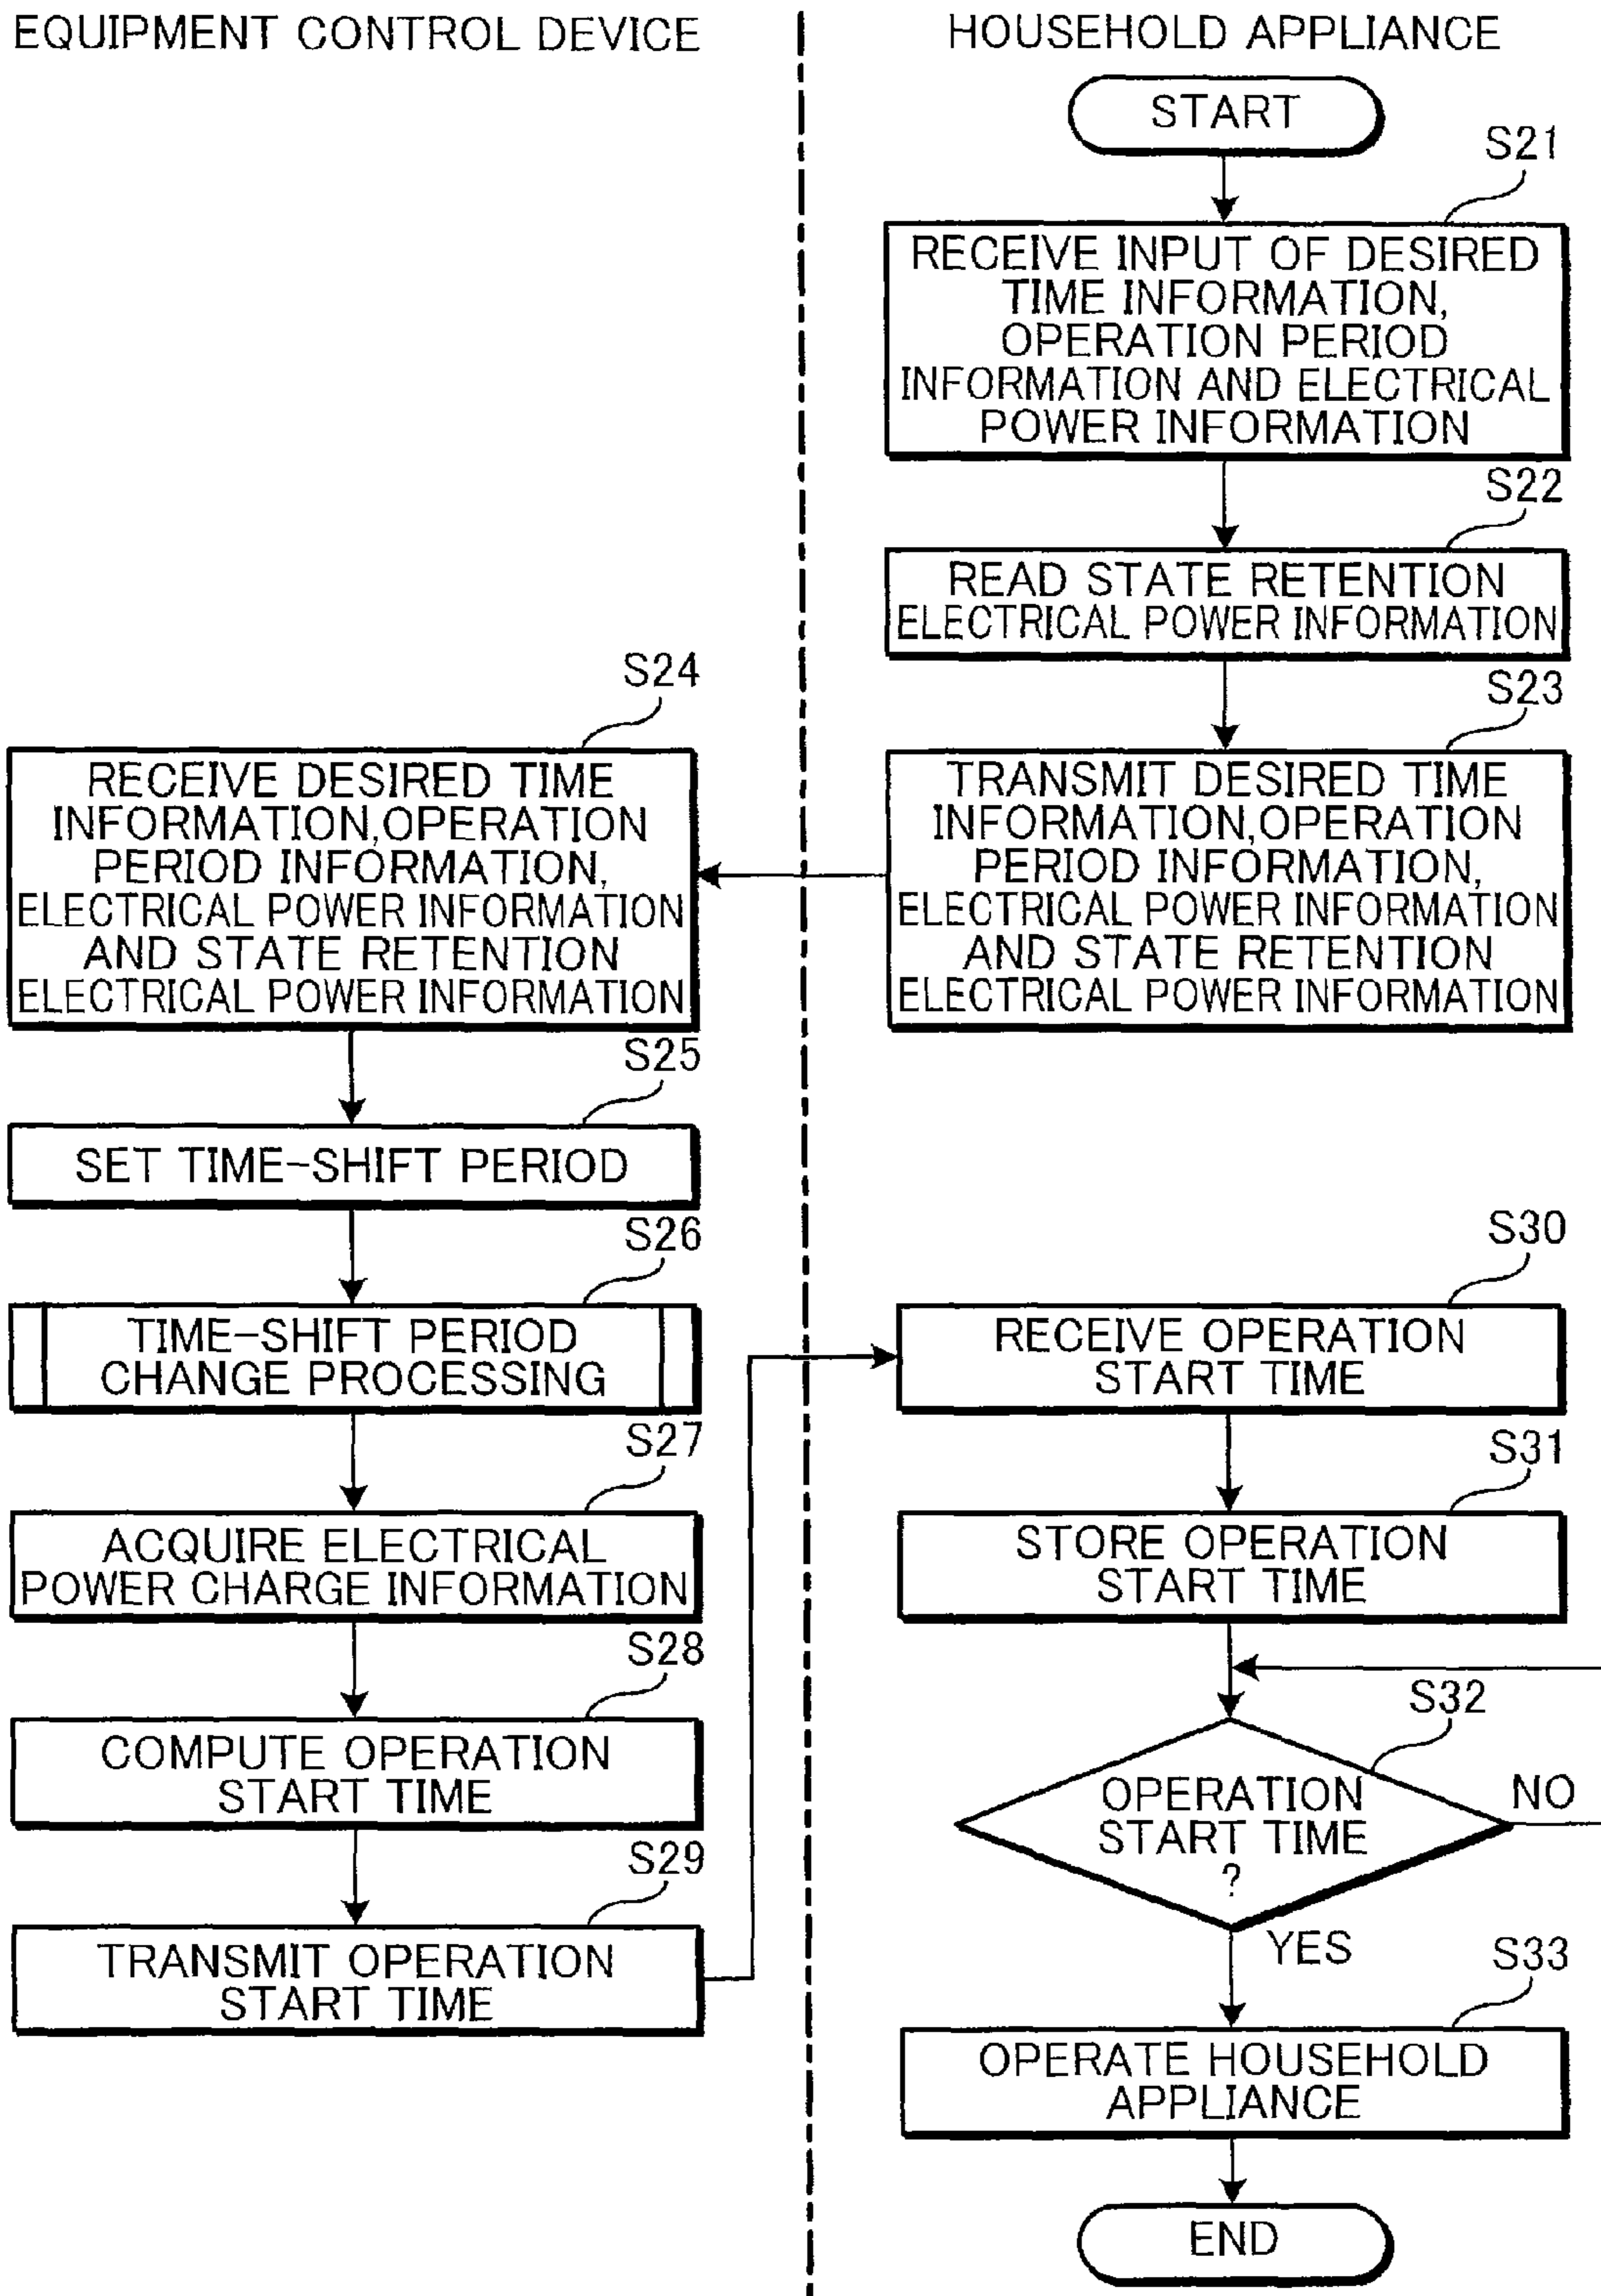 EQUIPMENT CONTROL DEVICE
HOUSEHOLD APPLIANCE
START
S21
RECEIVE INPUT OF DESIRED
TIME INFORMATION,
OPERATION PERIOD
INFORMATION AND ELECTRICAL
POWER INFORMATION
S22
READ STATE RETENTION
ELECTRICAL POWER INFORMATION
S23
TRANSMIT DESIRED TIME
INFORMATION,OPERATION
PERIOD INFORMATION,
ELECTRICAL POWER INFORMATION
AND STATE RETENTION
ELECTRICAL POWER INFORMATION
S24
RECEIVE DESIRED TIME
INFORMATION,OPERATION
PERIOD INFORMATION,
ELECTRICAL POWER INFORMATION
AND STATE RETENTION
ELECTRICAL POWER INFORMATION
S25
SET TIME-SHIFT PERIOD
S26
TIME-SHIFT PERIOD
CHANGE PROCESSING
S27
ACQUIRE ELECTRICAL
POWER CHARGE INFORMATION
S28
COMPUTE OPERATION
START TIME
S29
TRANSMIT OPERATION
START TIME
S30
RECEIVE OPERATION
START TIME
S31
STORE OPERATION
START TIME
S32
OPERATION
START TIME
?
NO
YES
S33
OPERATE HOUSEHOLD
APPLIANCE
END